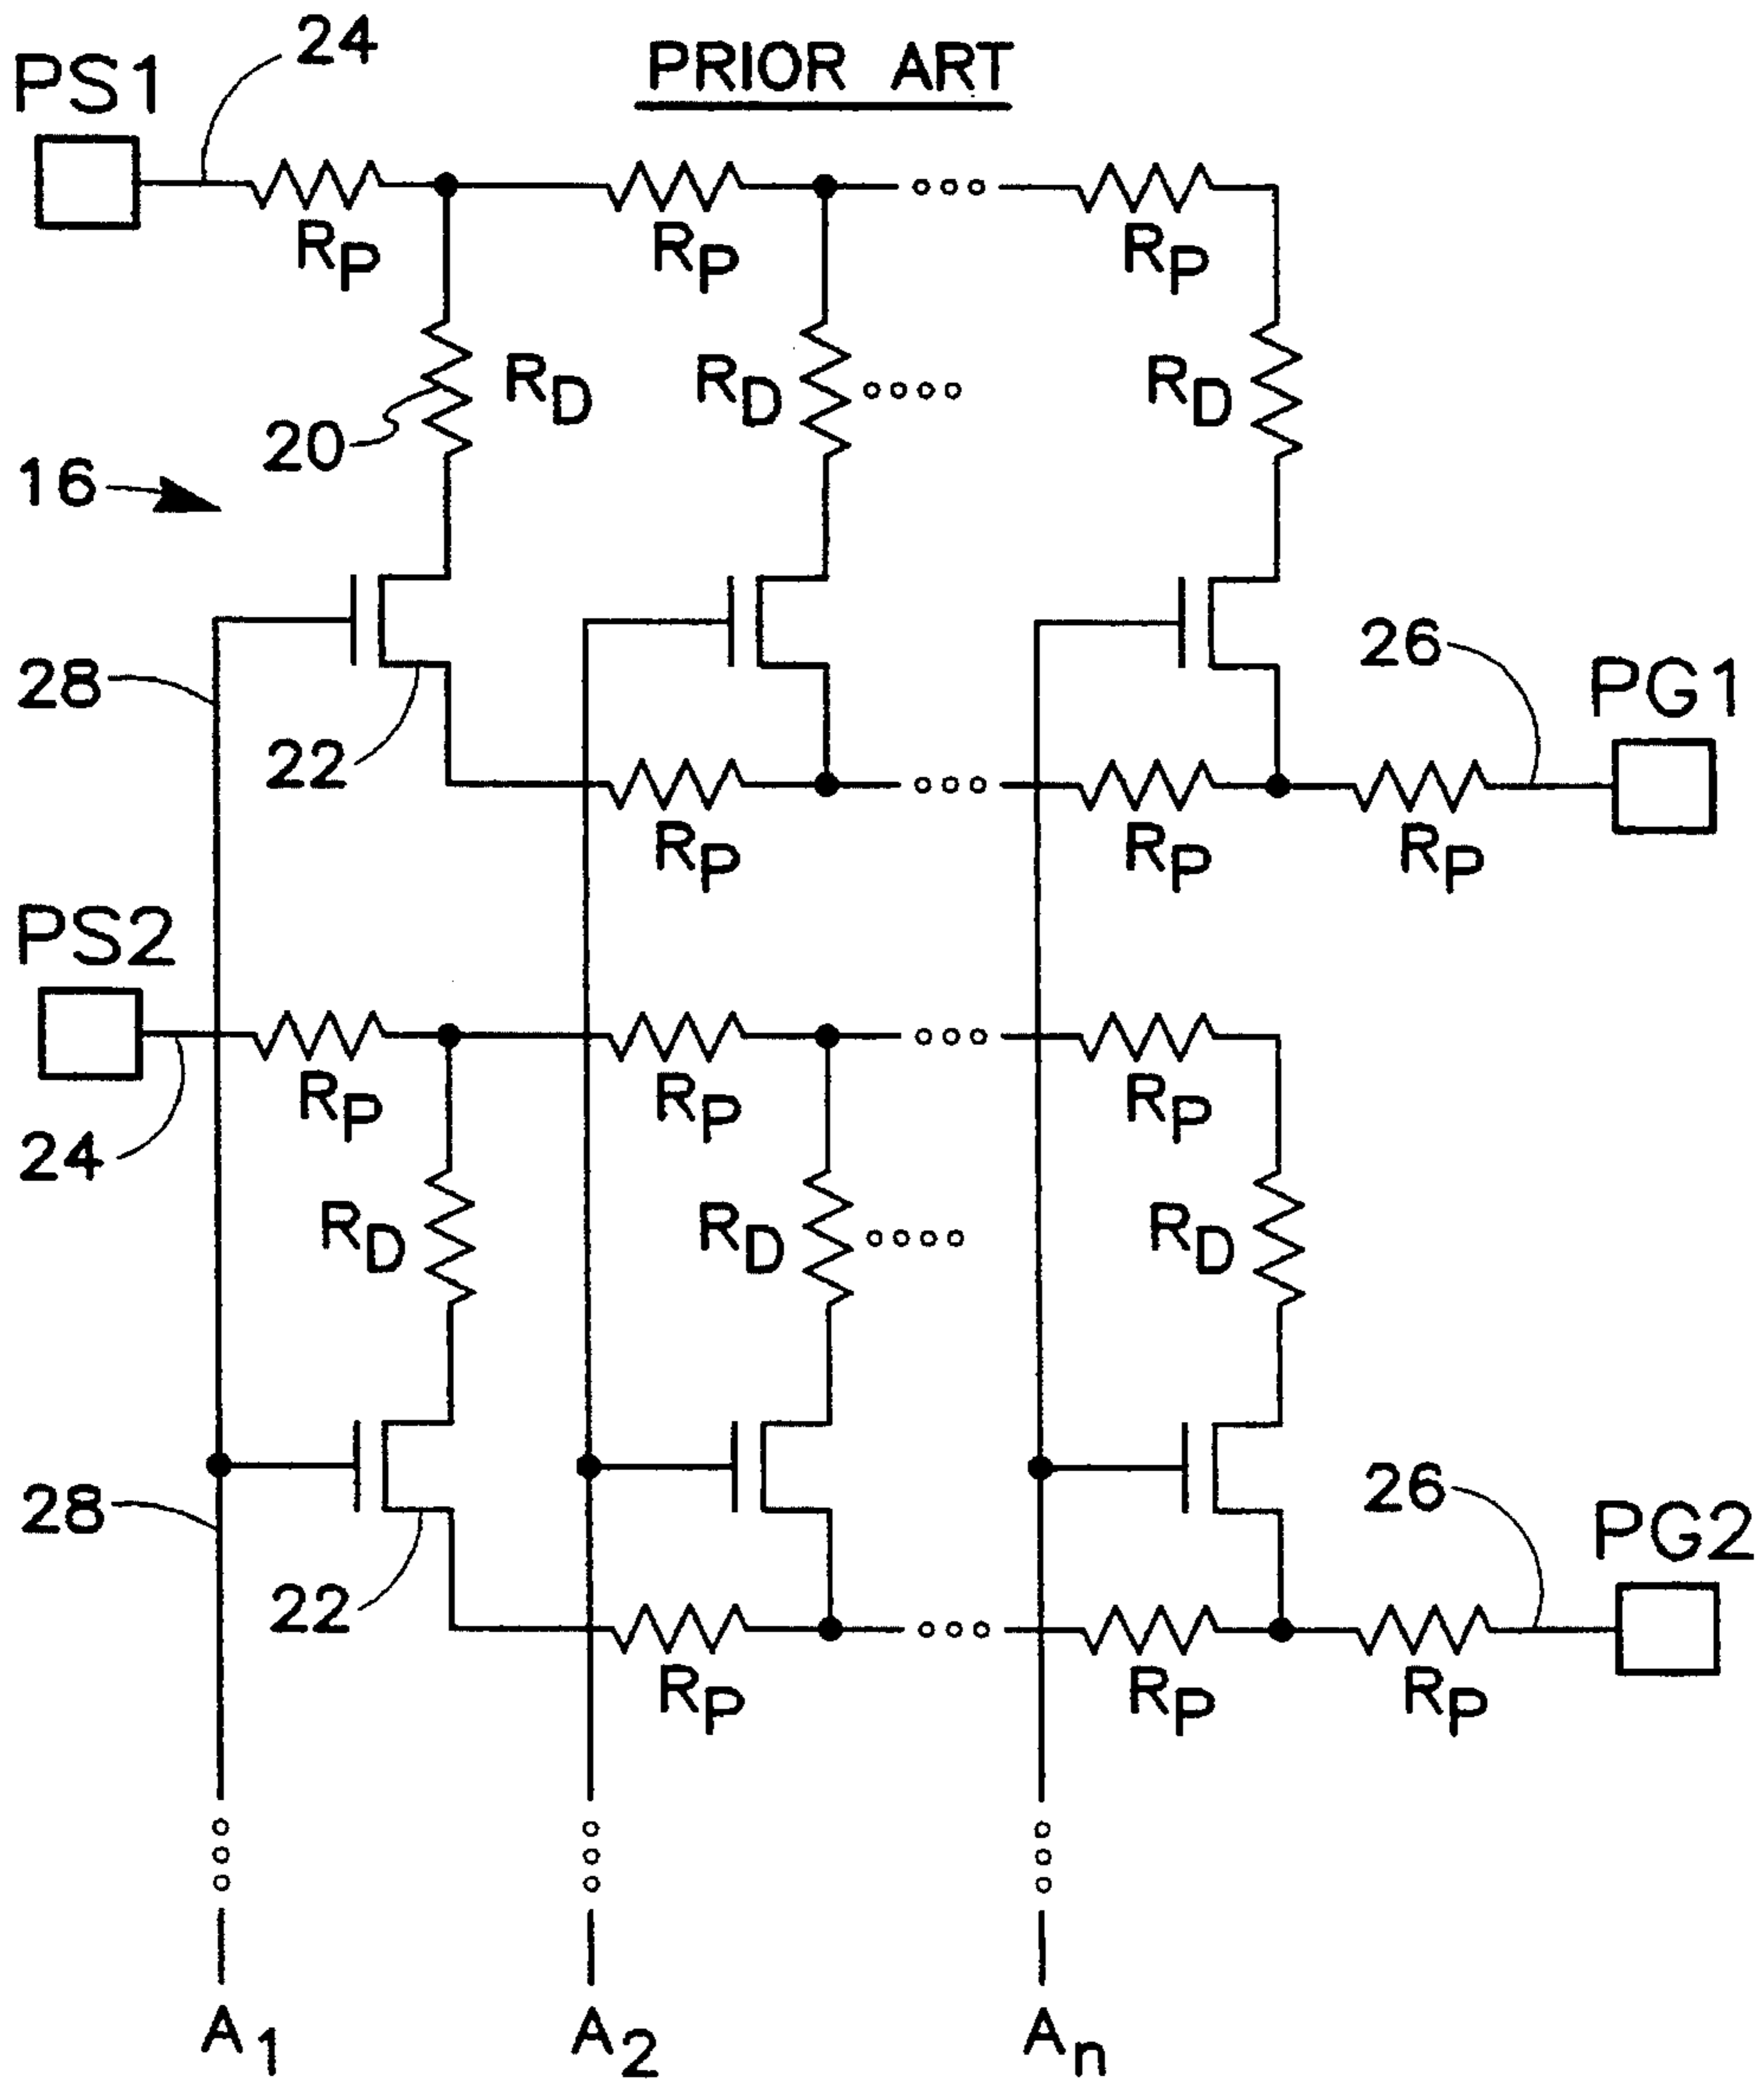 24
PRIOR ART
PS1
RP RP RP
RD RD RD
20
16
28
22
26
PG1
RP RP RP
PS2
24
RP RP RP
RD RD RD
28
22
26
PG2
RP RP RP
A1 A2 An